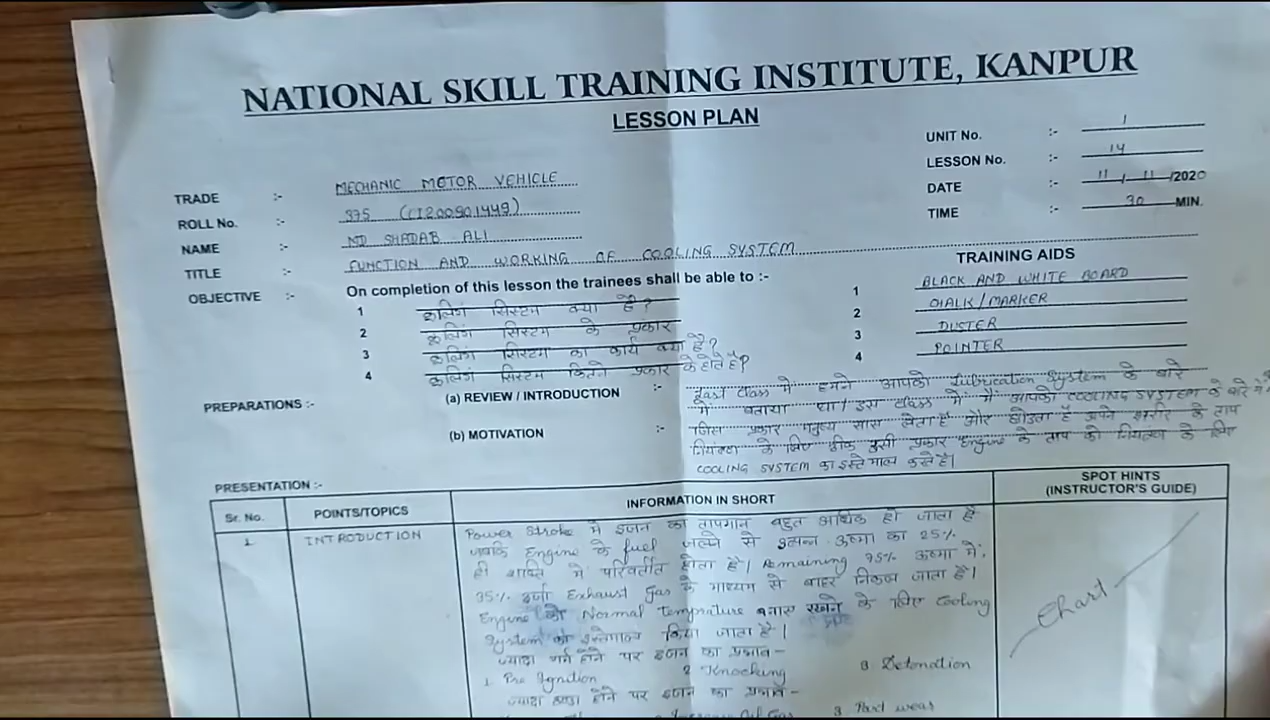 NATIONAL SKILL TRAINING INSTITUTE, KANPUR
LESSON PLAN
UNIT No. :- 1
LESSON No. :- 14
DATE :- 11 / 11 /2020
TIME :- 30 MIN.
TRADE :- MECHANIC MOTOR VEHICLE
ROLL No. :- 375 (CI200901449)
NAME :- MD SHADAB ALI
TITLE :- FUNCTION AND WORKING OF COOLING SYSTEM
OBJECTIVE :- On completion of this lesson the trainees shall be able to :-
1 कूलिंग सिस्टम क्या है?
2 कूलिंग सिस्टम के प्रकार
3 कूलिंग सिस्टम का कार्य क्या है?
4 कूलिंग सिस्टम कितने प्रकार के होते है?
TRAINING AIDS
1 BLACK AND WHITE BOARD
2 CHALK/MARKER
3 DUSTER
4 POINTER
PREPARATIONS :- (a) REVIEW / INTRODUCTION :- Last Class में हमने आपको Lubrication System के बारे
में बताया था। इस class में आपको COOLING SYSTEM के बारे में
(b) MOTIVATION :- जिस प्रकार मनुष्य सास लेता है और छोडता है अपने शरीर के ताप
नियंत्रण के लिए ठीक उसी प्रकार Engine के ताप को नियंत्रण के लिए
COOLING SYSTEM का इस्तेमाल करते है।
PRESENTATION :-
Sr. No. POINTS/TOPICS INFORMATION IN SHORT SPOT HINTS
(INSTRUCTOR'S GUIDE)
1 INTRODUCTION Power Stroke में इंजन का तापमान बहुत अधिक हो जाता है
जबकि Engine के fuel जलने से उत्पन्न ऊष्मा का 25%
ही शक्ति में परिवर्तीत होता है। Remaining 75% ऊष्मा में,
35% ऊर्जा Exhaust Gas के माध्यम से बाहर निकल जाता है।
Engine को Normal Temprature बनाए रखने के लिए Cooling
System का इस्तेमाल किया जाता है।
ज्यादा गर्म होने पर इंजन का प्रभाव-
1 Pre Ignition 2 Knocking 3 Detonation
ज्यादा ठण्डा होने पर इंजन का प्रभाव-
3 Part wear
Chart